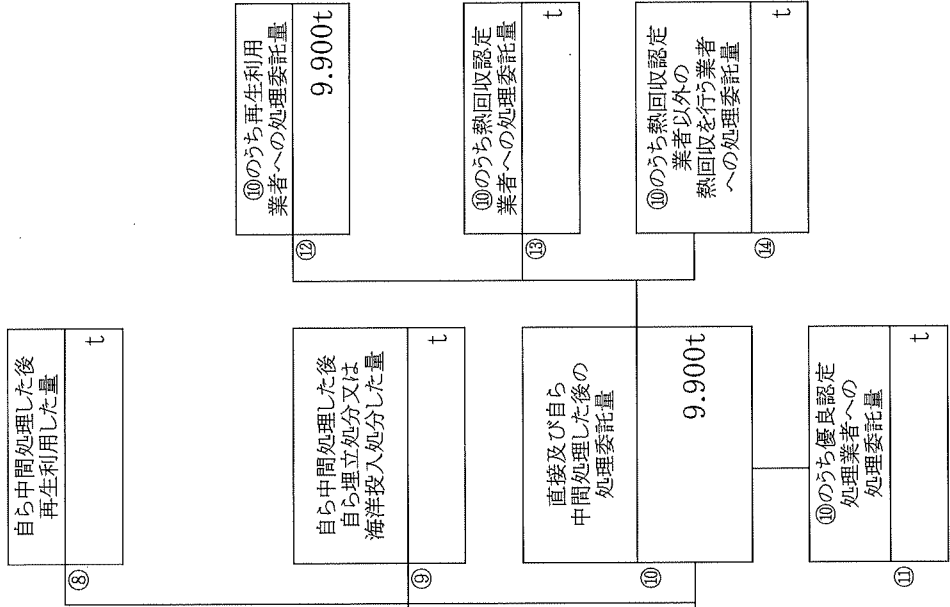 自ら中間処理した後
再生利用した量
⑧
t
自ら中間処理した後
自ら埋立処分又は
海洋投入処分した量
⑨
t
直接及び自ら
中間処理した後の
処理委託量
⑩
9.900t
⑩のうち優良認定
処理業者への
処理委託量
⑪
t
⑩のうち再生利用
業者への処理委託量
⑫
9.900t
⑩のうち熱回収認定
業者への処理委託量
⑬
t
⑩のうち熱回収認定
業者以外の
熱回収を行う業者
への処理委託量
⑭
t